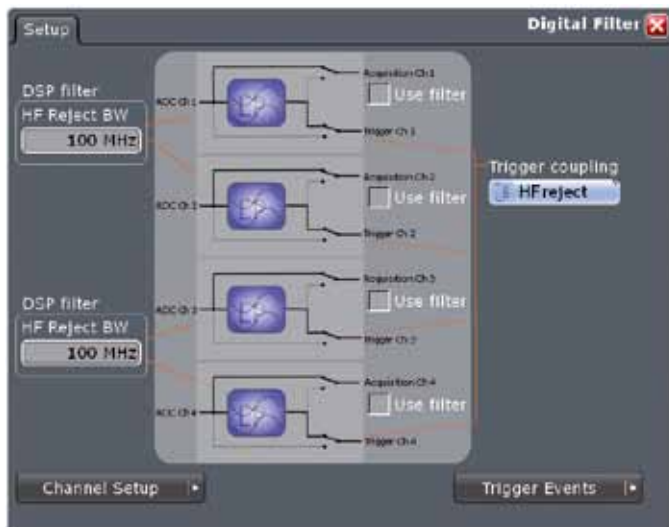 Setup
Digital Filter
DSP filter
HF Reject BW
100 MHz
ADC Ch 1
Acquisition Ch 1
Use filter
Trigger Ch 1
ADC Ch 2
Acquisition Ch 2
Use filter
Trigger Ch 2
Trigger coupling
HF reject
DSP filter
HF Reject BW
100 MHz
ADC Ch 3
Acquisition Ch 3
Use filter
Trigger Ch 3
ADC Ch 4
Acquisition Ch 4
Use filter
Trigger Ch 4
Channel Setup
Trigger Events